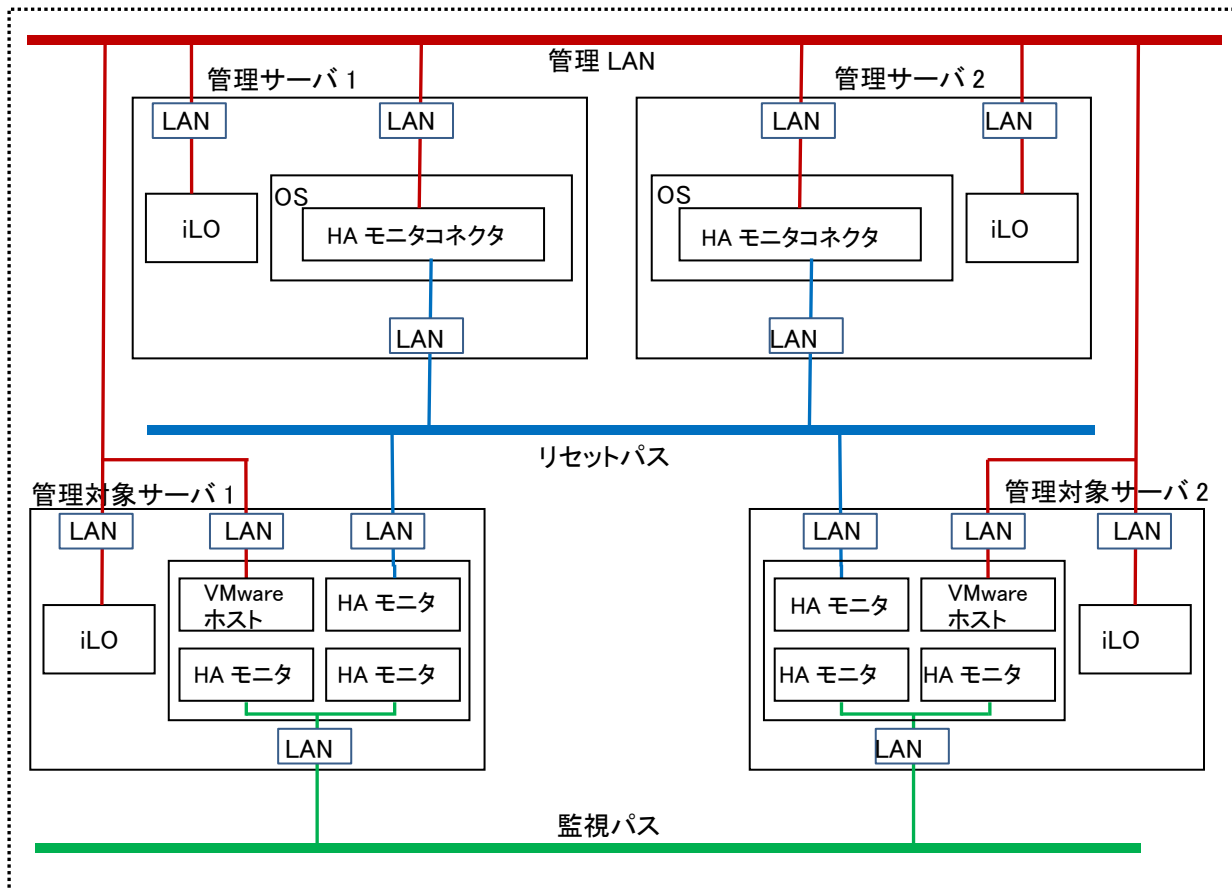 管理 LAN
管理サーバ 1
管理サーバ 2
LAN
LAN
LAN
LAN
iLO
OS
HA モニタコネクタ
OS
HA モニタコネクタ
iLO
LAN
LAN
リセットパス
管理対象サーバ 1
管理対象サーバ 2
LAN
LAN
LAN
LAN
LAN
LAN
iLO
VMware
ホスト
HA モニタ
HA モニタ
HA モニタ
HA モニタ
VMware
ホスト
HA モニタ
HA モニタ
iLO
LAN
LAN
監視パス